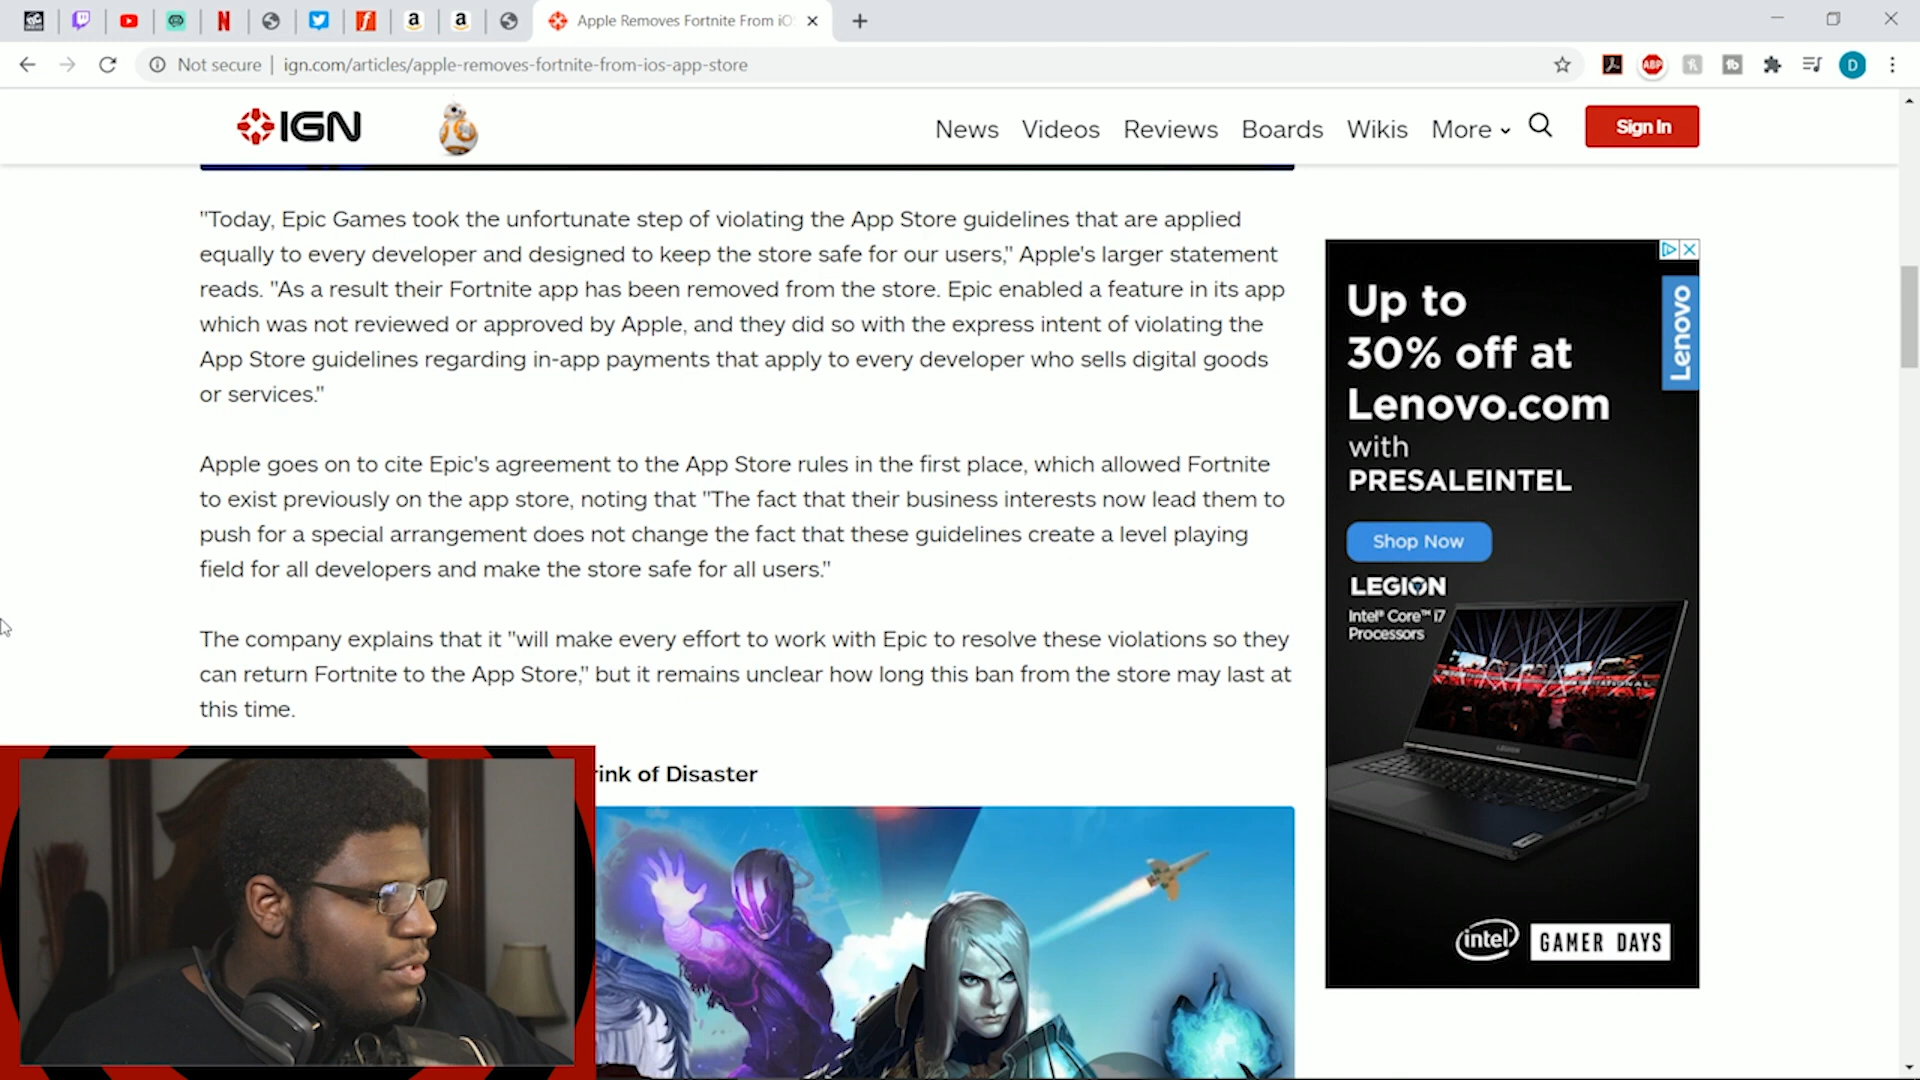 Apple Removes Fortnite From iO
Not secure
ign.com/articles/apple-removes-fortnite-from-ios-app-store
ABP
D
IGN
News
Videos
Reviews
Boards
Wikis
More
Sign In
"Today, Epic Games took the unfortunate step of violating the App Store guidelines that are applied
equally to every developer and designed to keep the store safe for our users," Apple's larger statement
reads. "As a result their Fortnite app has been removed from the store. Epic enabled a feature in its app
which was not reviewed or approved by Apple, and they did so with the express intent of violating the
App Store guidelines regarding in-app payments that apply to every developer who sells digital goods
or services."
Apple goes on to cite Epic's agreement to the App Store rules in the first place, which allowed Fortnite
to exist previously on the app store, noting that "The fact that their business interests now lead them to
push for a special arrangement does not change the fact that these guidelines create a level playing
field for all developers and make the store safe for all users."
The company explains that it "will make every effort to work with Epic to resolve these violations so they
can return Fortnite to the App Store," but it remains unclear how long this ban from the store may last at
this time.
rink of Disaster
Up to
30% off at
Lenovo.com
with
PRESALEINTEL
Lenovo
Shop Now
LEGION
Intel® Core™ i7
Processors
LEGION
intel
GAMER DAYS